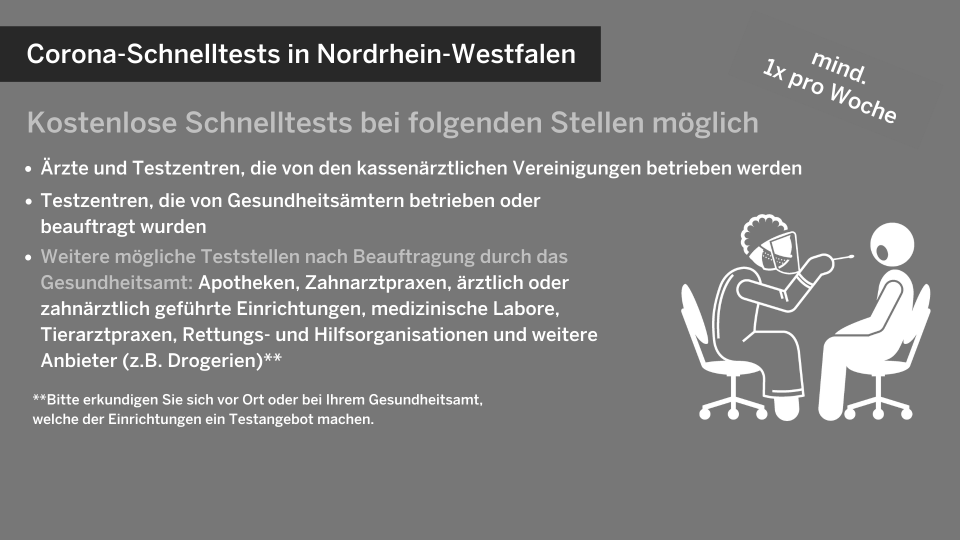 Corona-Schnelltests in Nordrhein-Westfalen
mind.
1x pro Woche
Kostenlose Schnelltests bei folgenden Stellen möglich
• Ärzte und Testzentren, die von den kassenärztlichen Vereinigungen betrieben werden
• Testzentren, die von Gesundheitsämtern betrieben oder
beauftragt wurden
• Weitere mögliche Teststellen nach Beauftragung durch das
Gesundheitsamt: Apotheken, Zahnarztpraxen, ärztlich oder
zahnärztlich geführte Einrichtungen, medizinische Labore,
Tierarztpraxen, Rettungs- und Hilfsorganisationen und weitere
Anbieter (z.B. Drogerien)**
**Bitte erkundigen Sie sich vor Ort oder bei Ihrem Gesundheitsamt,
welche der Einrichtungen ein Testangebot machen.